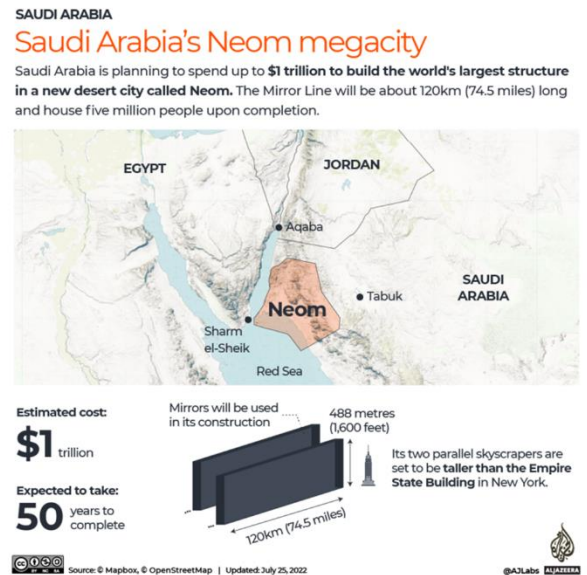 SAUDI ARABIA
Saudi Arabia's Neom megacity
Saudi Arabia is planning to spend up to $1 trillion to build the world's largest structure
in a new desert city called Neom. The Mirror Line will be about 120km (74.5 miles) long
and house five million people upon completion.
EGYPT
JORDAN
Aqaba
SAUDI
ARABIA
Tabuk
Neom
Sharm
el-Sheik
Red Sea
Estimated cost:
$1 trillion
Expected to take:
50 years to
complete
Mirrors will be used
in its construction
488 metres
(1,600 feet)
120km (74.5 miles)
Its two parallel skyscrapers are
set to be taller than the Empire
State Building in New York.
Source: © Mapbox, © OpenStreetMap | Updated: July 25, 2022
@AJLabs ALJAZEERA